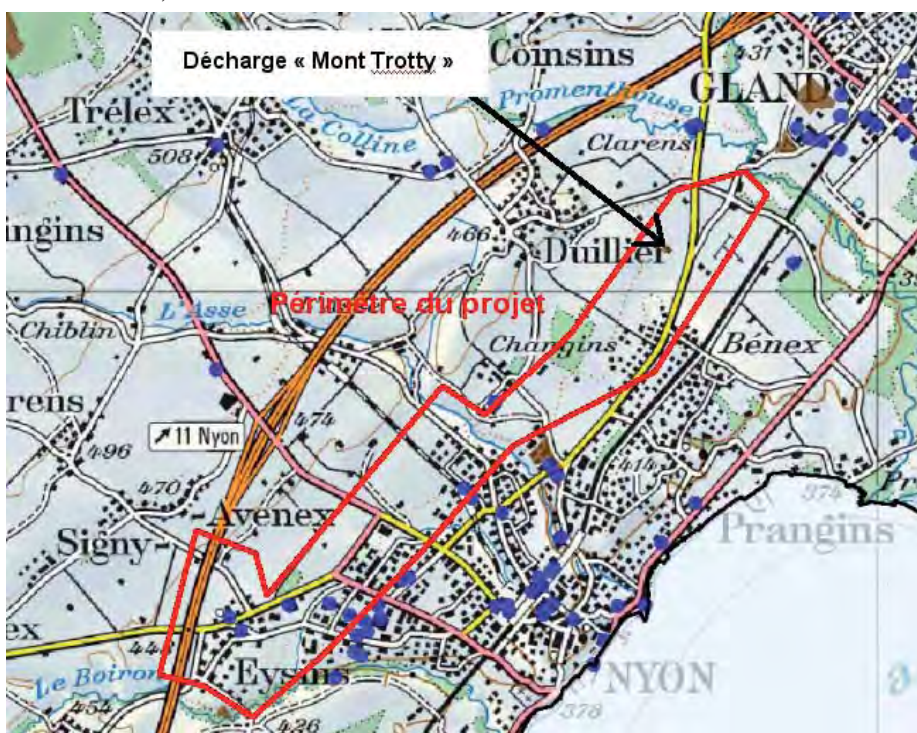 Décharge « Mont Trotty »
Coinsins
431
GLAND
Promenthouse
Trélex
La Colline
508
Clarens
ingins
466
Duillier
Périmètre du projet
L'Asse
Chiblin
Changins
Bénex
rens
11 Nyon
474
496
414
470
374
Avenex
Signy-
Prangins
ex
Eysins
Le Boiron
NYON
454
426
378